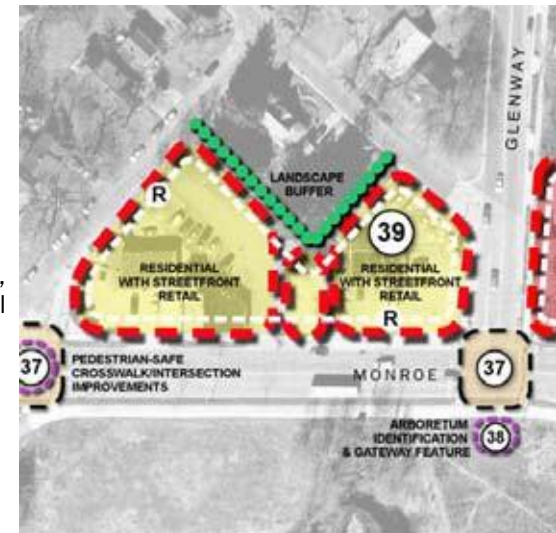 GLENWAY
LANDSCAPE
BUFFER
R
39
RESIDENTIAL
WITH STREETFRONT
RETAIL
RESIDENTIAL
WITH STREETFRONT
RETAIL
R
,
l
37
PEDESTRIAN-SAFE
CROSSWALK/INTERSECTION
IMPROVEMENTS
MONROE
37
ARBORETUM
IDENTIFICATION
& GATEWAY FEATURE
38